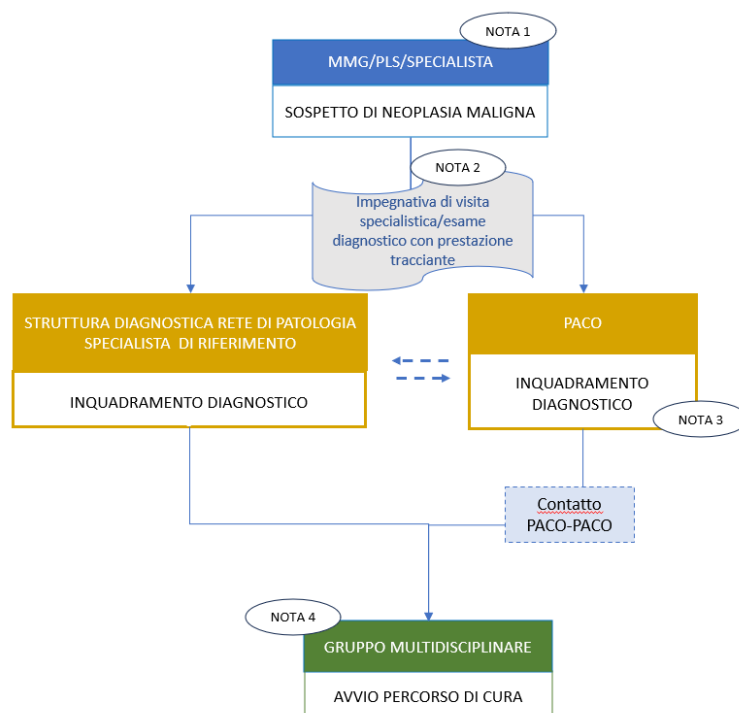 NOTA 1
MMG/PLS/SPECIALISTA
SOSPETTO DI NEOPLASIA MALIGNA
NOTA 2
Impegnativa di visita
specialistica/esame
diagnostico con prestazione
tracciante
STRUTTURA DIAGNOSTICA RETE DI PATOLOGIA
SPECIALISTA DI RIFERIMENTO
INQUADRAMENTO DIAGNOSTICO
PACO
INQUADRAMENTO
DIAGNOSTICO
NOTA 3
Contatto
PACO-PACO
NOTA 4
GRUPPO MULTIDISCIPLINARE
AVVIO PERCORSO DI CURA